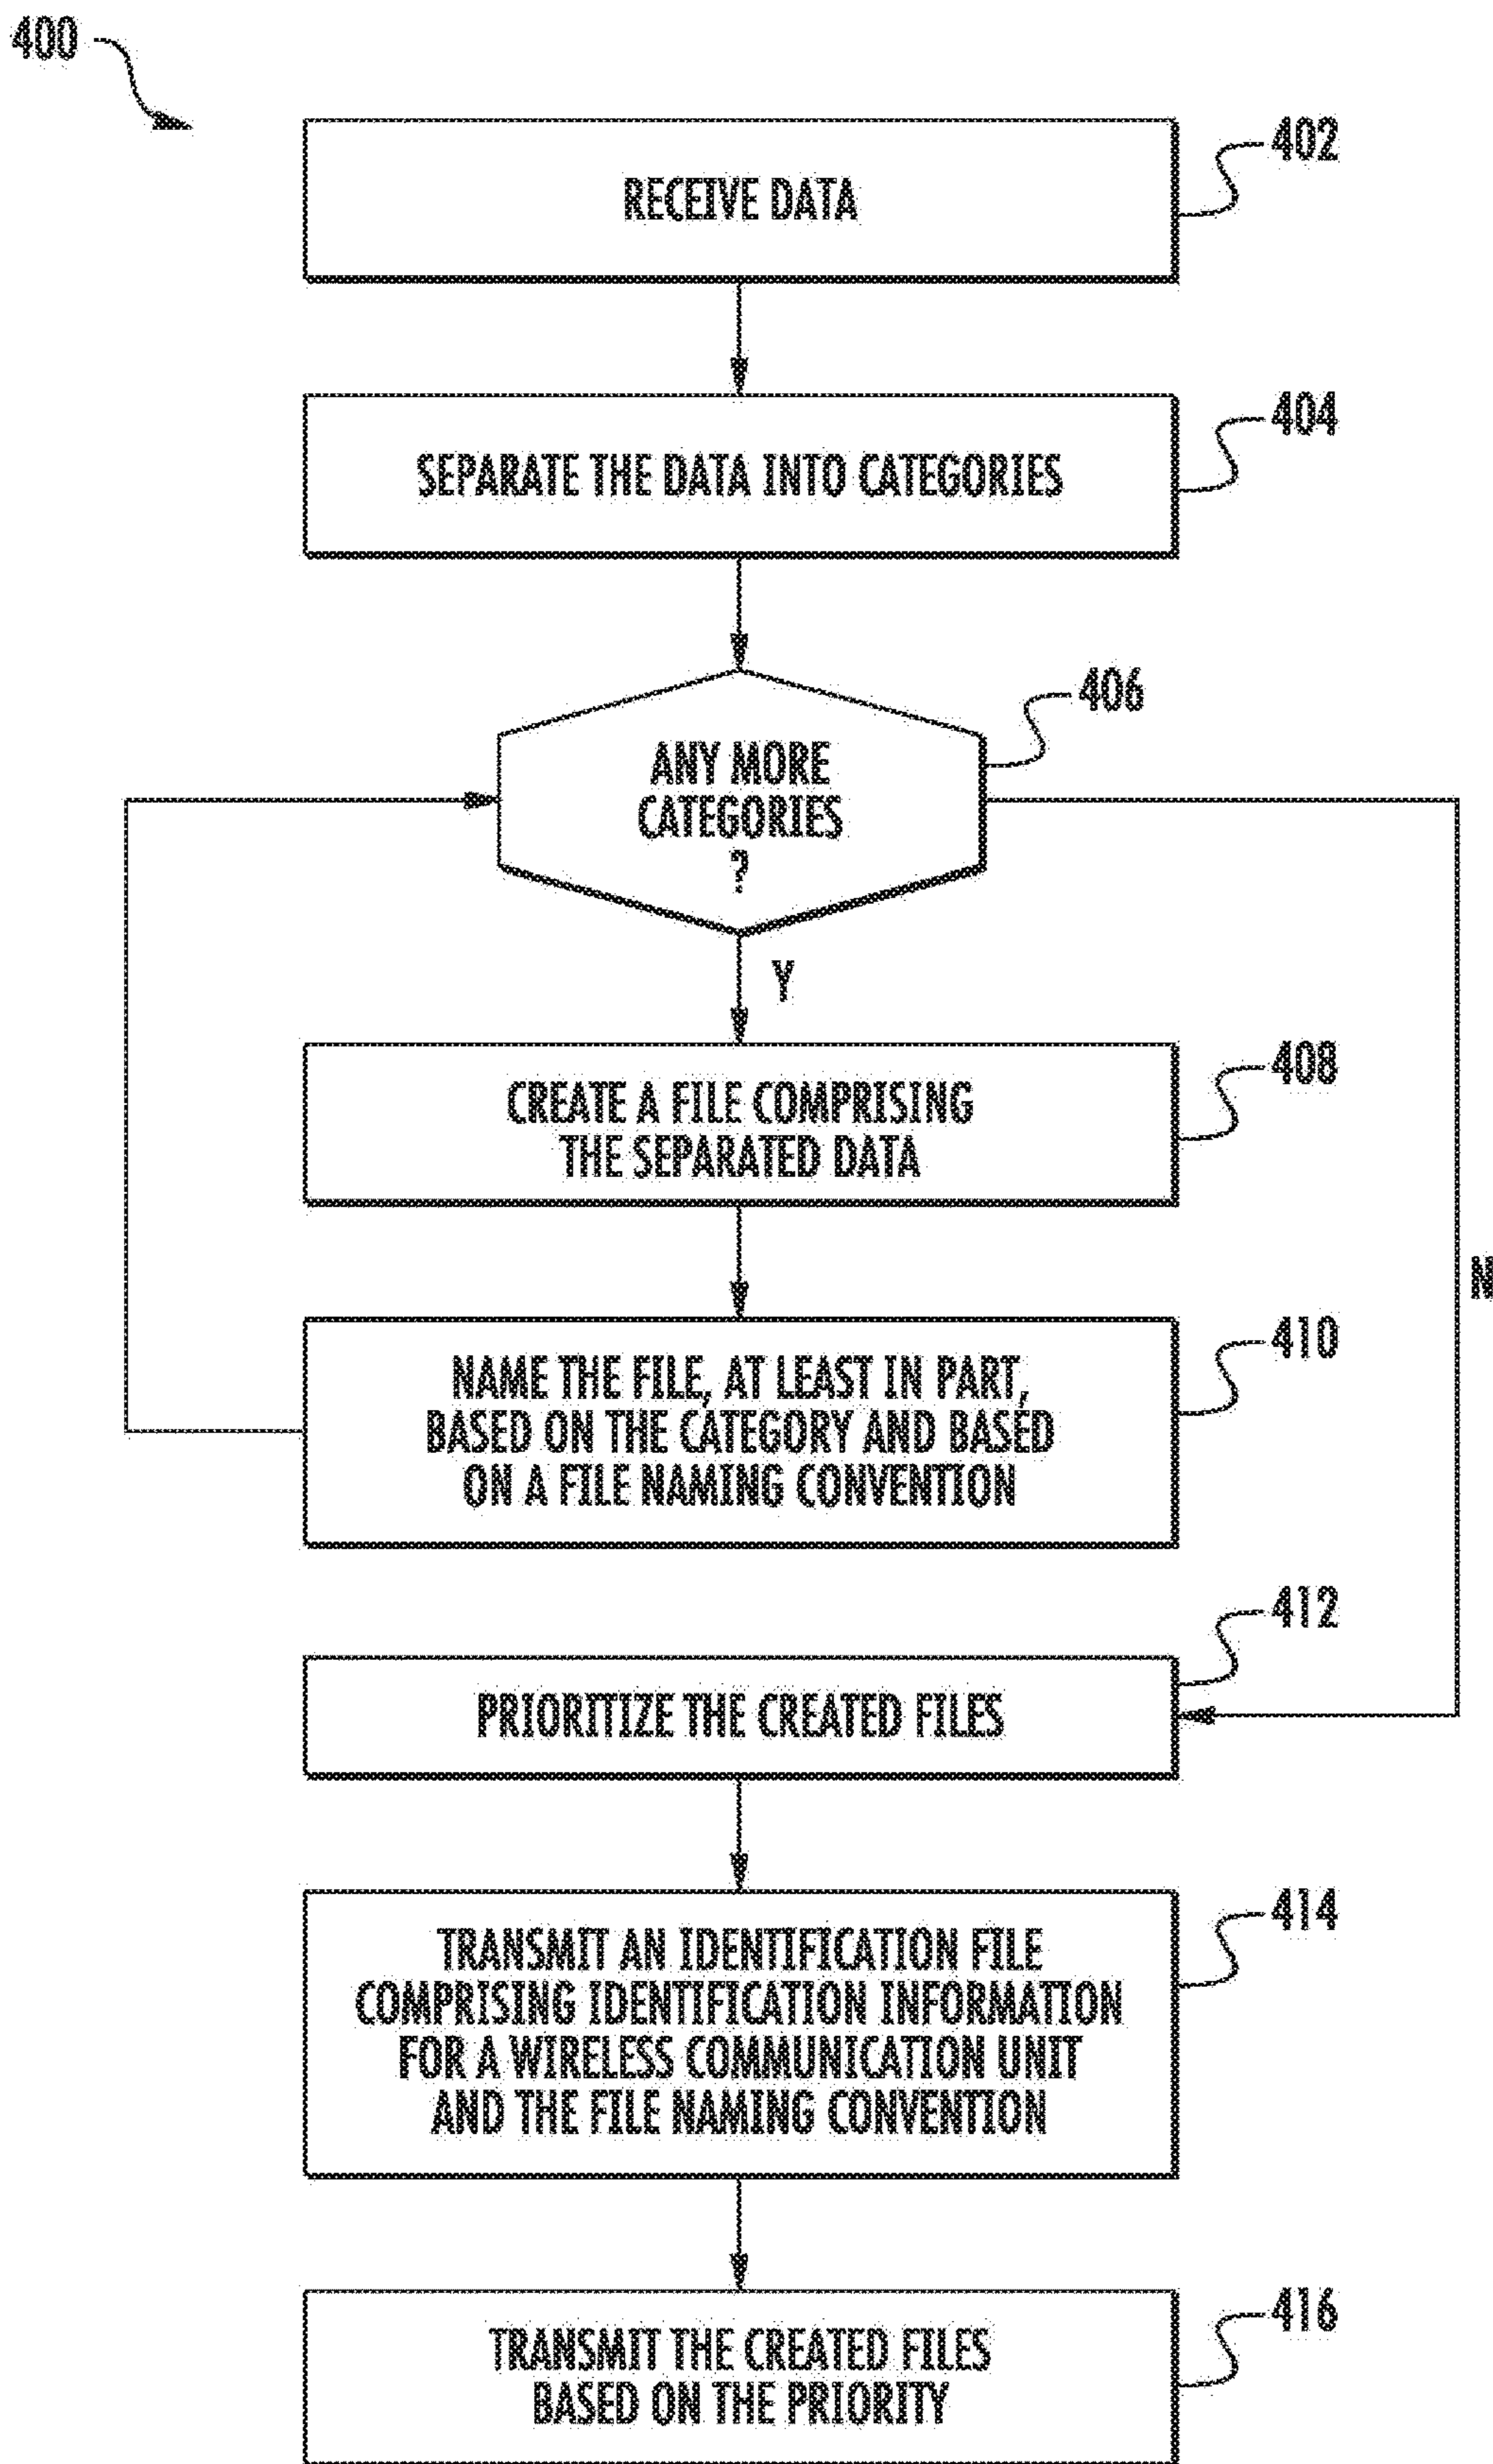 400
402
RECEIVE DATA
404
SEPARATE THE DATA INTO CATEGORIES
406
ANY MORE
CATEGORIES
?
Y
408
CREATE A FILE COMPRISING
THE SEPARATED DATA
N
410
NAME THE FILE, AT LEAST IN PART,
BASED ON THE CATEGORY AND BASED
ON A FILE NAMING CONVENTION
412
PRIORITIZE THE CREATED FILES
414
TRANSMIT AN IDENTIFICATION FILE
COMPRISING IDENTIFICATION INFORMATION
FOR A WIRELESS COMMUNICATION UNIT
AND THE FILE NAMING CONVENTION
416
TRANSMIT THE CREATED FILES
BASED ON THE PRIORITY